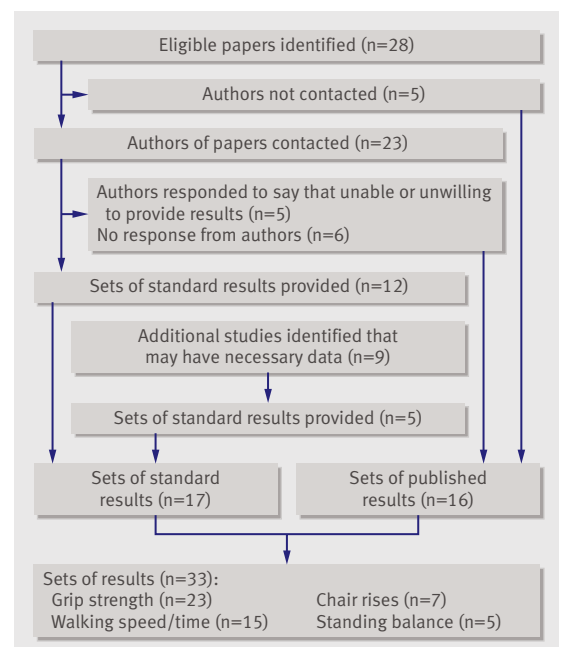 Eligible papers identified (n=28)
Authors not contacted (n=5)
Authors of papers contacted (n=23)
Authors responded to say that unable or unwilling
to provide results (n=5)
No response from authors (n=6)
Sets of standard results provided (n=12)
Additional studies identified that
may have necessary data (n=9)
Sets of standard results provided (n=5)
Sets of standard
results (n=17)
Sets of published
results (n=16)
Sets of results (n=33):
Grip strength (n=23)
Chair rises (n=7)
Walking speed/time (n=15)
Standing balance (n=5)